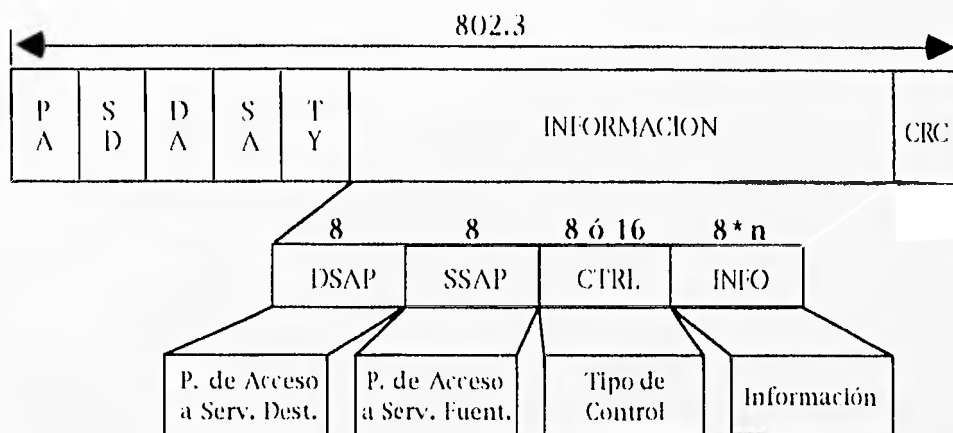 802.3
P A
S D
D A
S A
T Y
INFORMACION
CRC
8 8 8 ó 16 8 * n
DSAP SSAP CTRL INFO
P. de Acceso a Serv. Dest.
P. de Acceso a Serv. Fuent.
Tipo de Control
Información